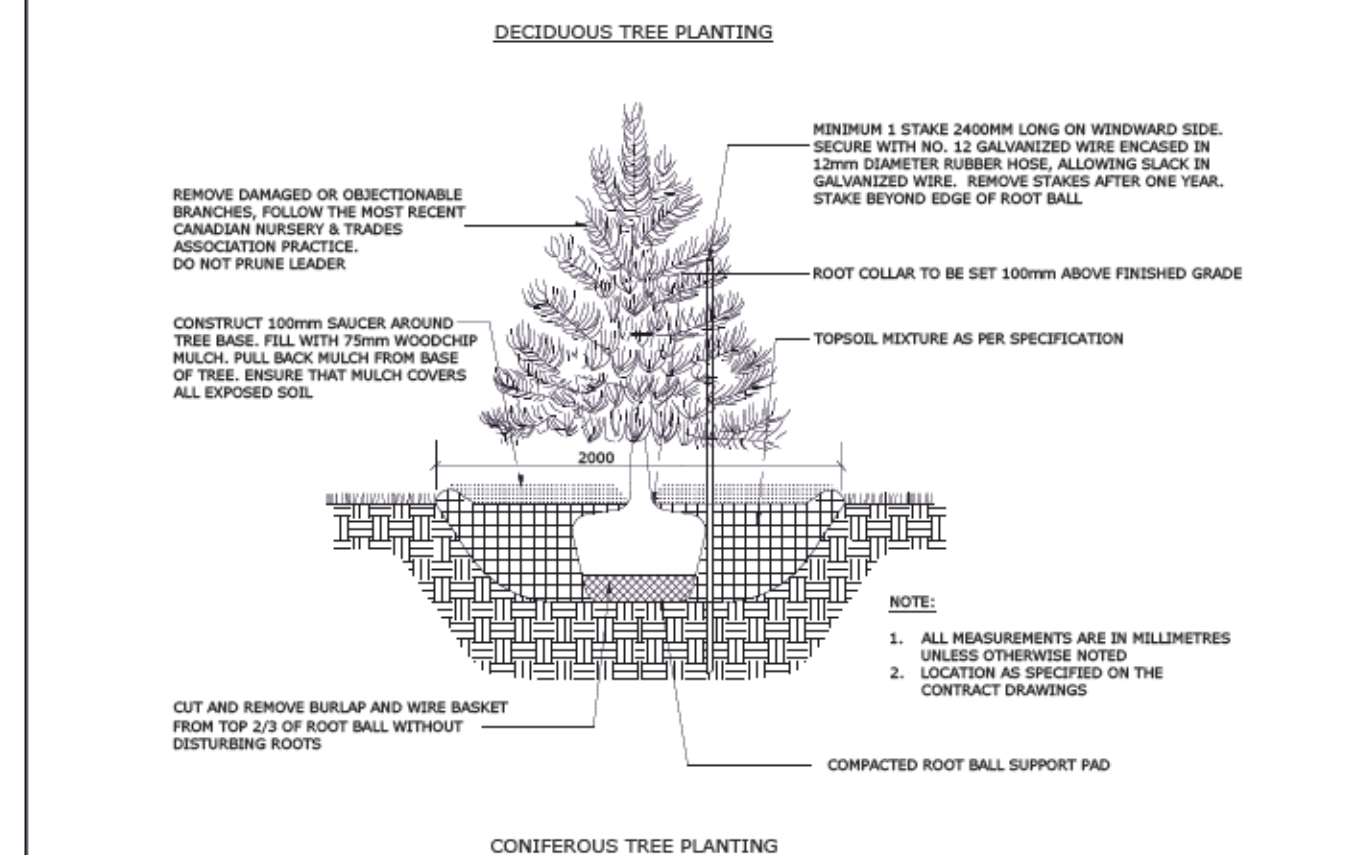 DECIDUOUS TREE PLANTING
MINIMUM 1 STAKE 2400MM LONG ON WINDWARD SIDE.
SECURE WITH NO. 12 GALVANIZED WIRE ENCASED IN
12mm DIAMETER RUBBER HOSE, ALLOWING SLACK IN
GALVANIZED WIRE. REMOVE STAKES AFTER ONE YEAR.
STAKE BEYOND EDGE OF ROOT BALL
REMOVE DAMAGED OR OBJECTIONABLE
BRANCHES, FOLLOW THE MOST RECENT
CANADIAN NURSERY & TRADES
ASSOCIATION PRACTICE.
DO NOT PRUNE LEADER
ROOT COLLAR TO BE SET 100mm ABOVE FINISHED GRADE
CONSTRUCT 100mm SAUCER AROUND
TREE BASE. FILL WITH 75mm WOODCHIP
MULCH. PULL BACK MULCH FROM BASE
OF TREE. ENSURE THAT MULCH COVERS
ALL EXPOSED SOIL
TOPSOIL MIXTURE AS PER SPECIFICATION
2000
NOTE:
1. ALL MEASUREMENTS ARE IN MILLIMETRES
UNLESS OTHERWISE NOTED
2. LOCATION AS SPECIFIED ON THE
CONTRACT DRAWINGS
CUT AND REMOVE BURLAP AND WIRE BASKET
FROM TOP 2/3 OF ROOT BALL WITHOUT
DISTURBING ROOTS
COMPACTED ROOT BALL SUPPORT PAD
CONIFEROUS TREE PLANTING